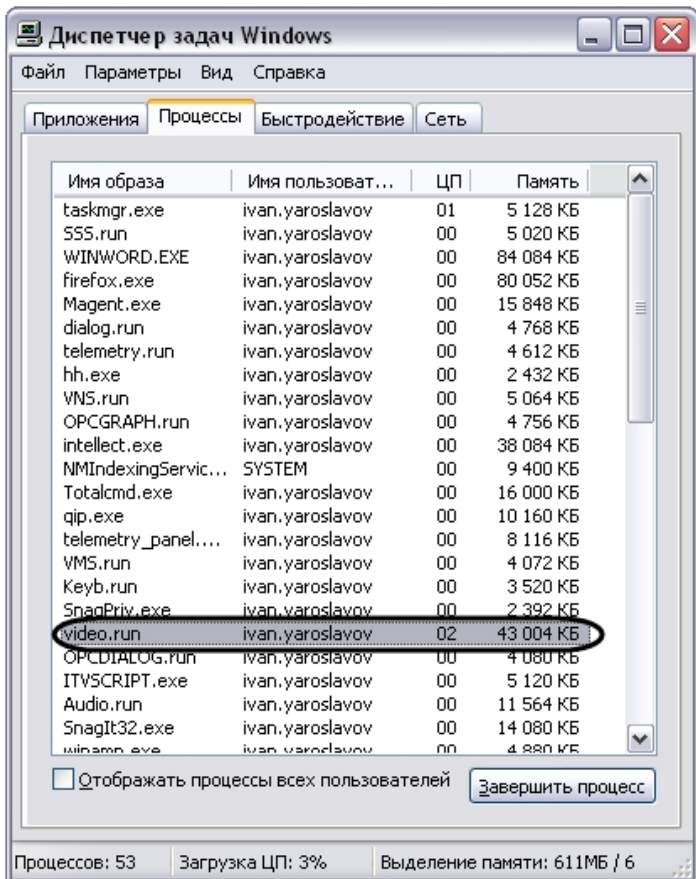 Диспетчер задач Windows
Файл Параметры Вид Справка
Приложения Процессы Быстродействие Сеть
Имя образа Имя пользоват... ЦП Память
taskmgr.exe ivan.yaroslavov 01 5 128 КБ
SSS.run ivan.yaroslavov 00 5 020 КБ
WINWORD.EXE ivan.yaroslavov 00 84 084 КБ
firefox.exe ivan.yaroslavov 00 80 052 КБ
Magent.exe ivan.yaroslavov 00 15 848 КБ
dialog.run ivan.yaroslavov 00 4 768 КБ
telemetry.run ivan.yaroslavov 00 4 612 КБ
hh.exe ivan.yaroslavov 00 2 432 КБ
VNS.run ivan.yaroslavov 00 5 064 КБ
OPCGRAPH.run ivan.yaroslavov 00 4 756 КБ
intellect.exe ivan.yaroslavov 00 38 084 КБ
NMIndexingServic... SYSTEM 00 9 400 КБ
Totalcmd.exe ivan.yaroslavov 00 16 000 КБ
qip.exe ivan.yaroslavov 00 10 160 КБ
telemetry_panel.... ivan.yaroslavov 00 8 116 КБ
VMS.run ivan.yaroslavov 00 4 072 КБ
Keyb.run ivan.yaroslavov 00 3 520 КБ
SnagPriv.exe ivan.yaroslavov 00 2 392 КБ
video.run ivan.yaroslavov 02 43 004 КБ
OPCDIALOG.run ivan.yaroslavov 00 4 080 КБ
ITVSCRIPT.exe ivan.yaroslavov 00 5 120 КБ
Audio.run ivan.yaroslavov 00 11 564 КБ
SnagIt32.exe ivan.yaroslavov 00 14 080 КБ
winamp.exe ivan.yaroslavov 00 4 880 КБ
Отображать процессы всех пользователей Завершить процесс
Процессов: 53 Загрузка ЦП: 3% Выделение памяти: 611МБ / 6